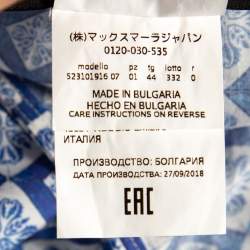 (株)マックスマーラジャパン
0120-030-535
modello pz tg lotto r
523101916 07 01 44 332 0
MADE IN BULGARIA
HECHO EN BULGARIA
CARE INSTRUCTIONS ON REVERSE
ИТАЛИЯ
ПРОИЗВОДСТВО: БОЛГАРИЯ
ДАТА ПРОИЗВОДСТВА: 27/09/2018
EAC